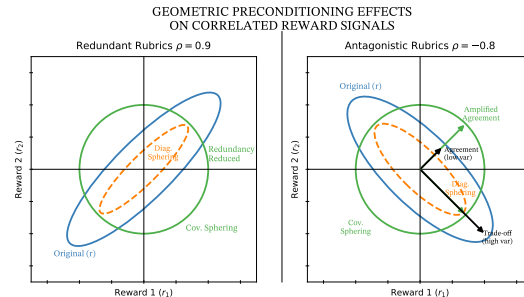 GEOMETRIC PRECONDITIONING EFFECTS
ON CORRELATED REWARD SIGNALS
Redundant Rubrics ρ = 0.9
Reward 2 (r₂)
Diag.
Sphering
Redundancy
Reduced
Cov. Sphering
Original (r)
Reward 1 (r₁)
Antagonistic Rubrics ρ = −0.8
Reward 2 (r₂)
Original (r)
Amplified
Agreement
Agreement
(low var)
Diag.
Sphering
Cov.
Sphering
Trade-off
(high var)
Reward 1 (r₁)